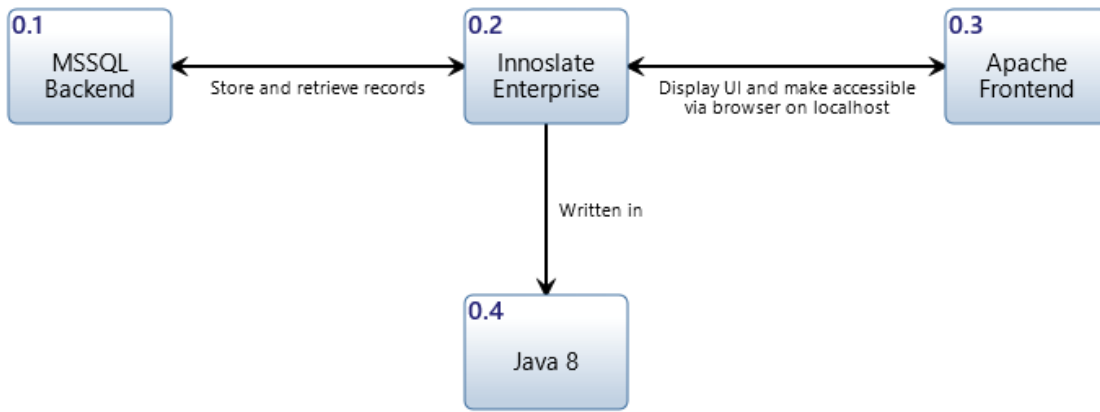 0.1
MSSQL
Backend
Store and retrieve records
0.2
Innoslate
Enterprise
Display UI and make accessible
via browser on localhost
0.3
Apache
Frontend
Written in
0.4
Java 8